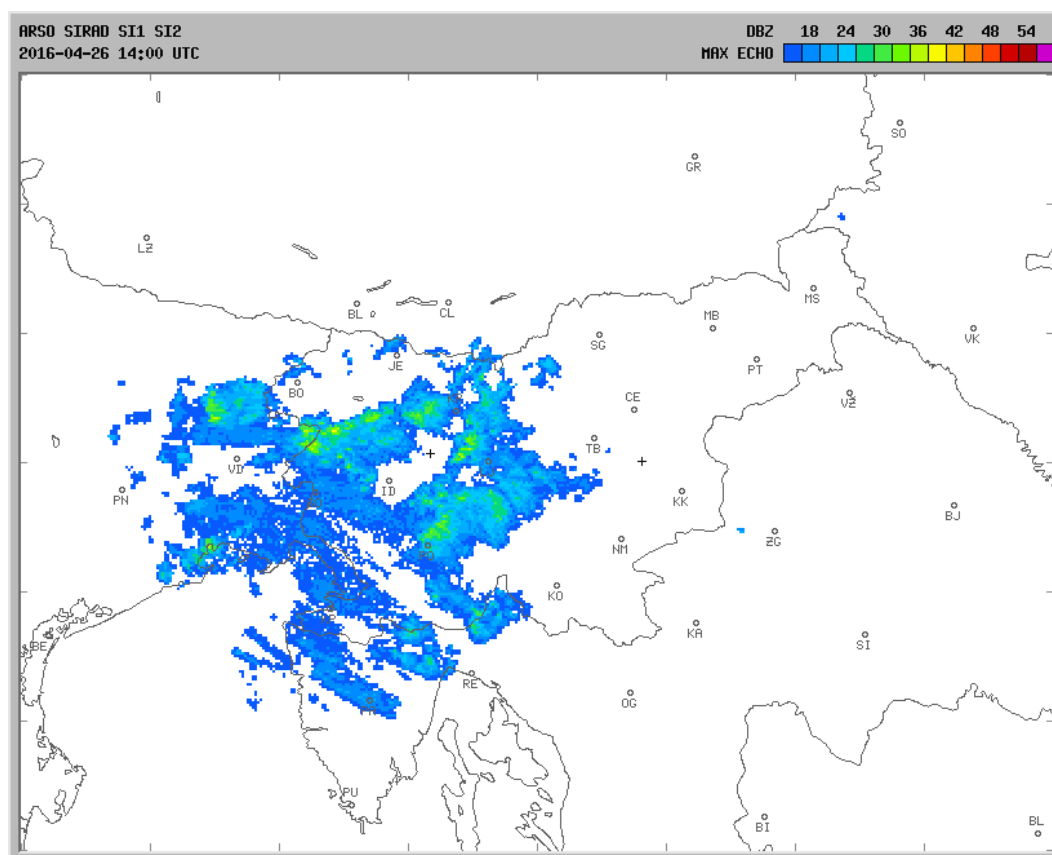 ARSO SIRAD SI1 SI2
DBZ 18 24 30 36 42 48 54
2016-04-26 14:00 UTC
MAX ECHO
SO
GR
LZ
MS
BL
CL
MB
SG
VK
JE
PT
BO
CE
VZ
TB
VD
ID
PN
KK
BJ
NM
ZG
KO
KA
SI
BE
RE
OG
PU
BI
BL